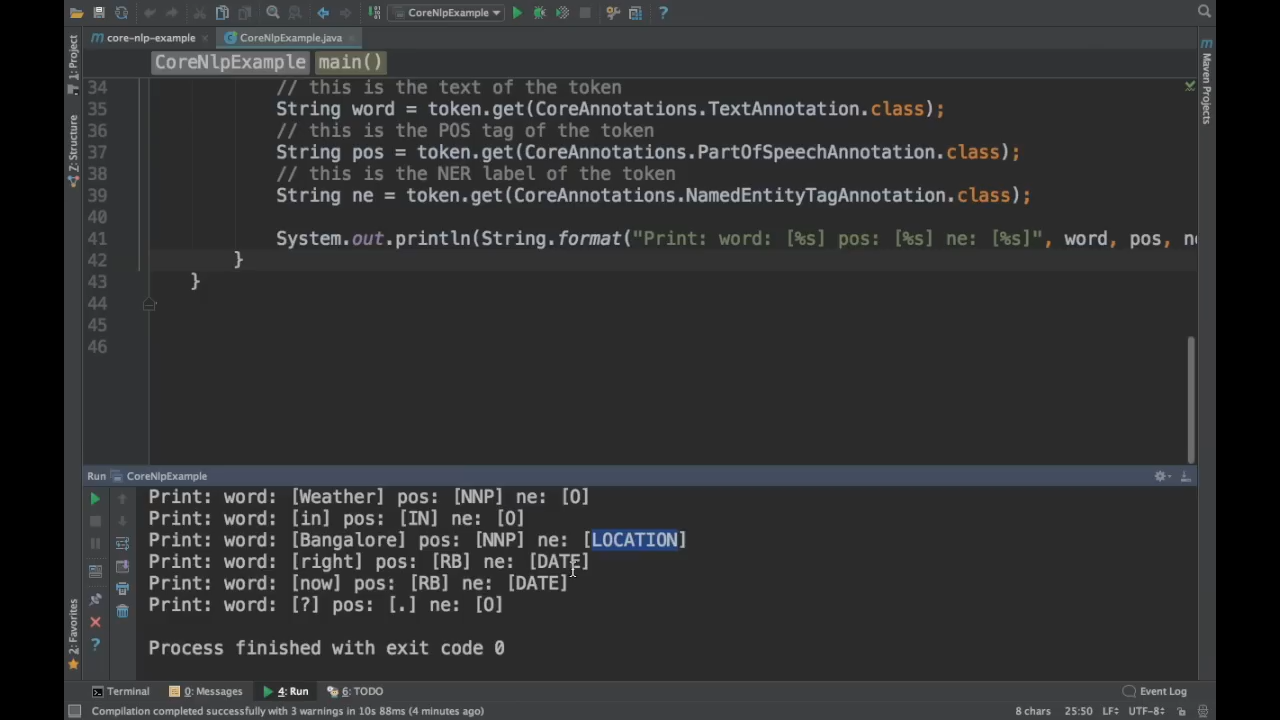 CoreNlpExample
core-nlp-example
CoreNlpExample.java
CoreNlpExample main()
1: Project
Z: Structure
2: Favorites
Maven Projects
34 // this is the text of the token
35 String word = token.get(CoreAnnotations.TextAnnotation.class);
36 // this is the POS tag of the token
37 String pos = token.get(CoreAnnotations.PartOfSpeechAnnotation.class);
38 // this is the NER label of the token
39 String ne = token.get(CoreAnnotations.NamedEntityTagAnnotation.class);
40
41 System.out.println(String.format("Print: word: [%s] pos: [%s] ne: [%s]", word, pos, ne
42 }
43 }
44
45
46
Run CoreNlpExample
Print: word: [Weather] pos: [NNP] ne: [O]
Print: word: [in] pos: [IN] ne: [O]
Print: word: [Bangalore] pos: [NNP] ne: [LOCATION]
Print: word: [right] pos: [RB] ne: [DATE]
Print: word: [now] pos: [RB] ne: [DATE]
Print: word: [?] pos: [.] ne: [O]
Process finished with exit code 0
Terminal 0: Messages 4: Run 6: TODO Event Log
Compilation completed successfully with 3 warnings in 10s 88ms (4 minutes ago) 8 chars 25:50 LF UTF-8